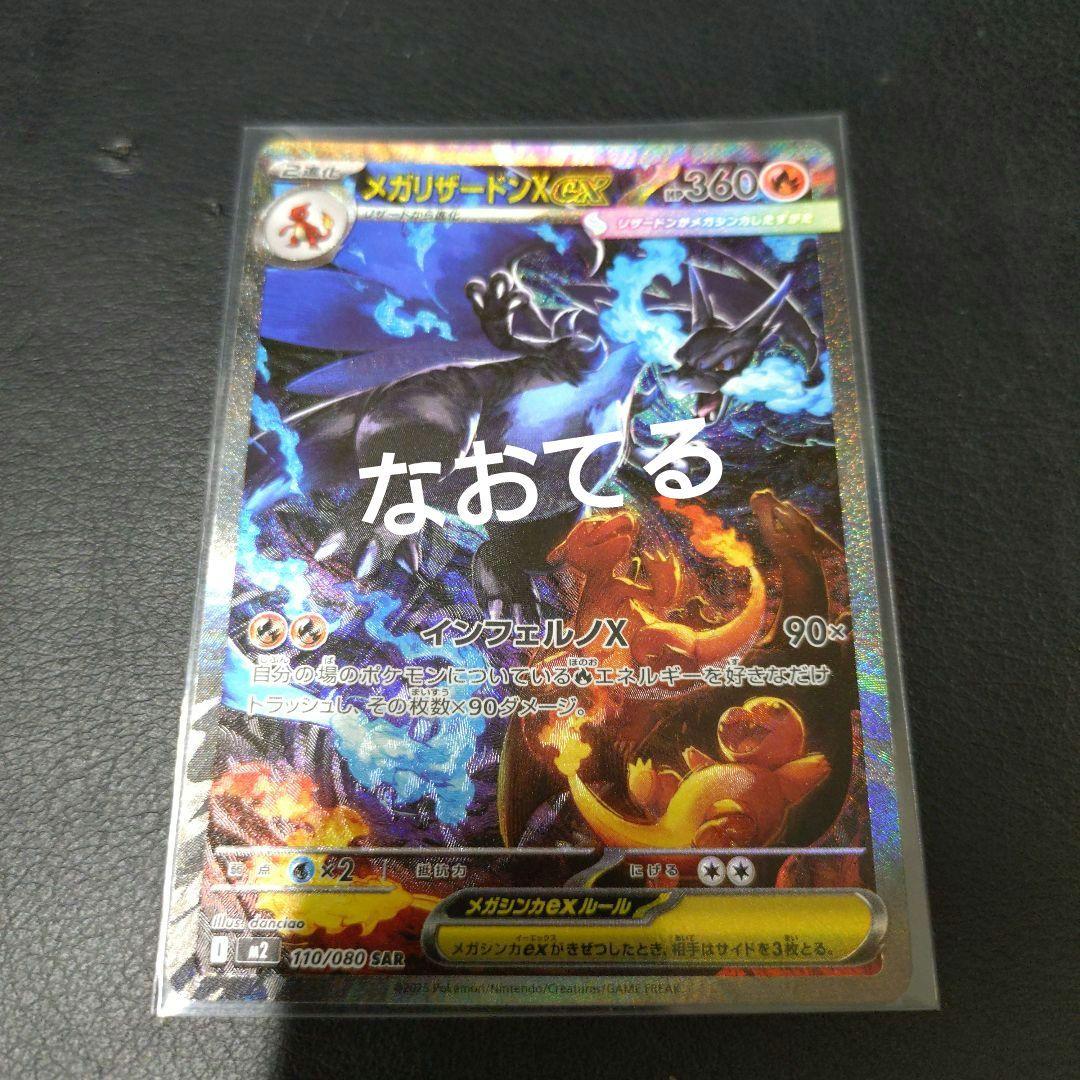 2進化
メガリザードンXex HP360
リザードから進化
リザードンがメガシンカしたすがた
なおてる
インフェルノX 90×
自分の場のポケモンについている エネルギーを好きなだけ
トラッシュし、その枚数×90ダメージ。
弱点 ×2 抵抗力 にげる
メガシンカexルール
メガシンカexがきぜつしたとき、相手はサイドを3枚とる。
Illus. danciao
I M2 110/080 SAR
©2025 Pokémon/Nintendo/Creatures/GAME FREAK.